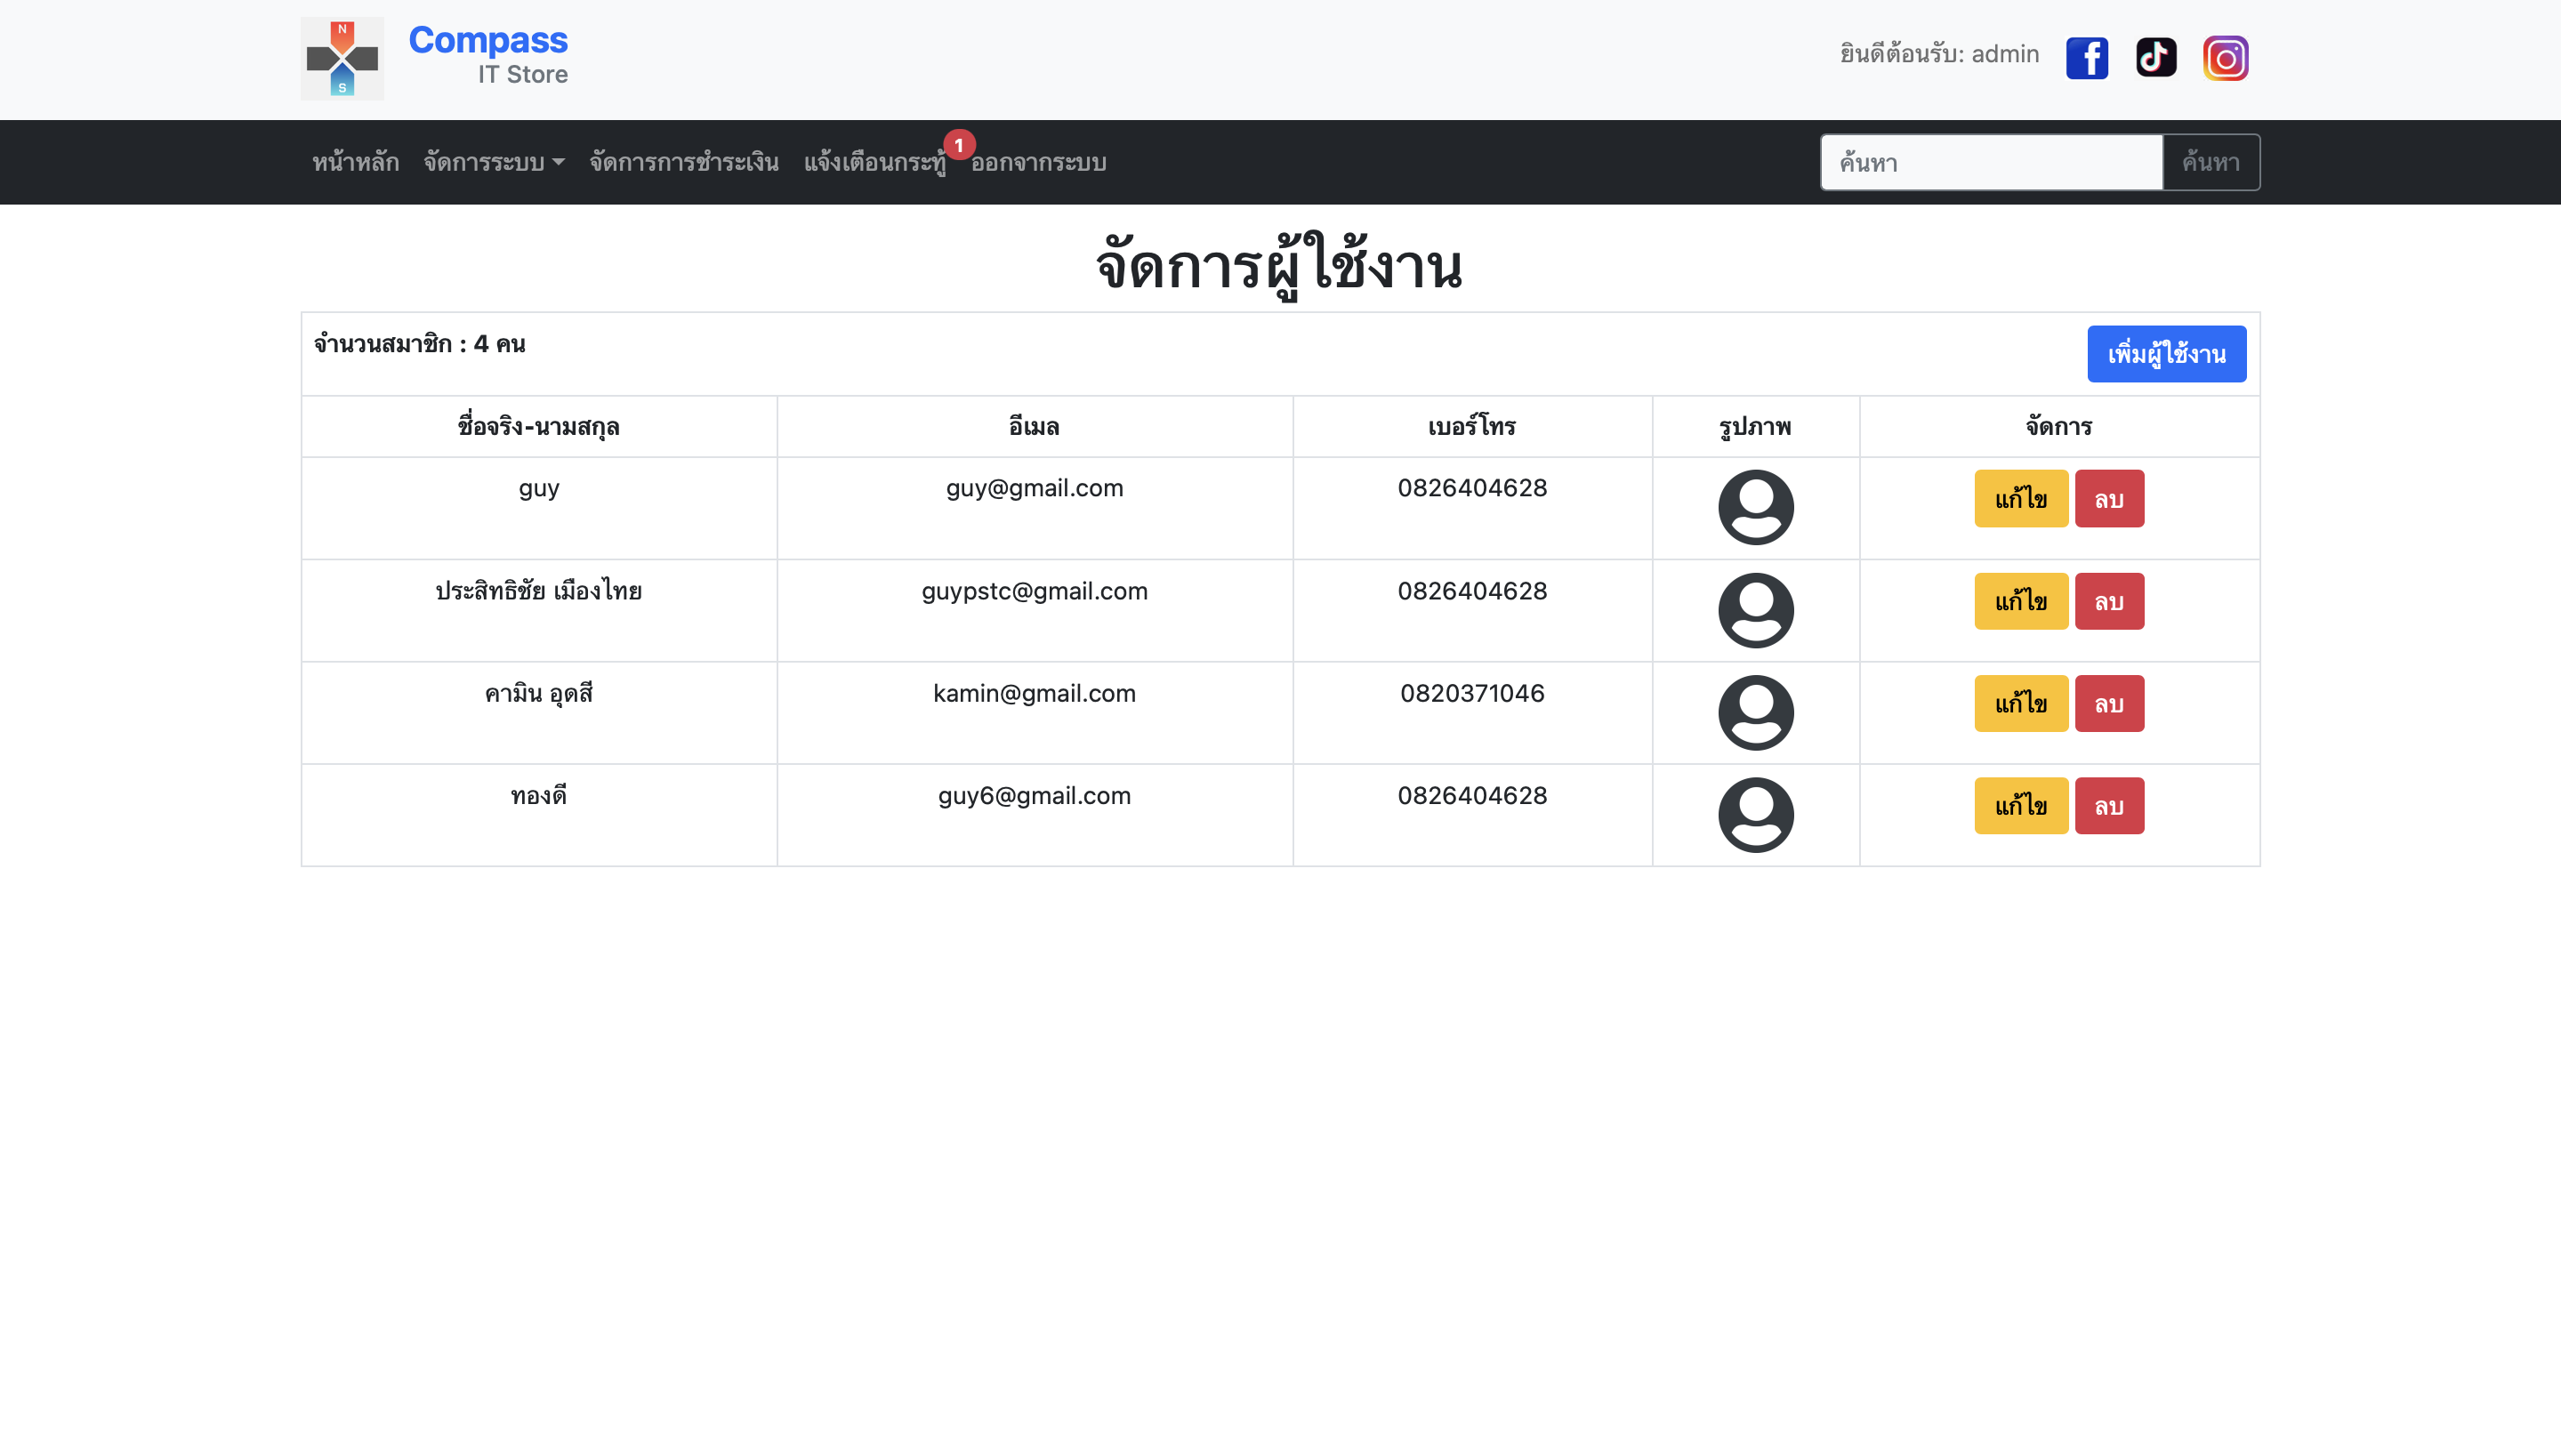 N
S
Compass
IT Store
ยินดีต้อนรับ: admin
หน้าหลัก จัดการระบบ จัดการการชำระเงิน แจ้งเตือนกระทู้ 1 ออกจากระบบ ค้นหา ค้นหา
จัดการผู้ใช้งาน
จำนวนสมาชิก : 4 คน เพิ่มผู้ใช้งาน
ชื่อจริง-นามสกุล อีเมล เบอร์โทร รูปภาพ จัดการ
guy guy@gmail.com 0826404628 แก้ไข ลบ
ประสิทธิชัย เมืองไทย guypstc@gmail.com 0826404628 แก้ไข ลบ
คามิน อุดสี kamin@gmail.com 0820371046 แก้ไข ลบ
ทองดี guy6@gmail.com 0826404628 แก้ไข ลบ